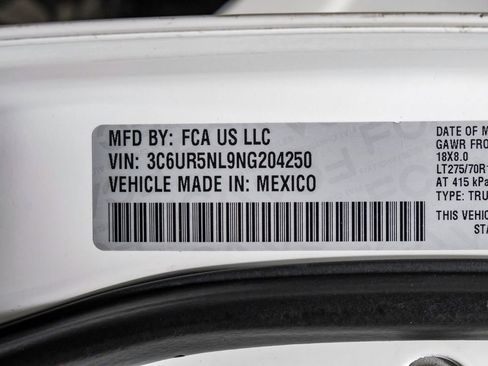 MFD BY: FCA US LLC
VIN: 3C6UR5NL9NG204250
VEHICLE MADE IN: MEXICO
DATE OF M
GAWR FRO
18X8.0
LT275/70R1
AT 415 kPa
TYPE: TRU
THIS VEHIC
STA